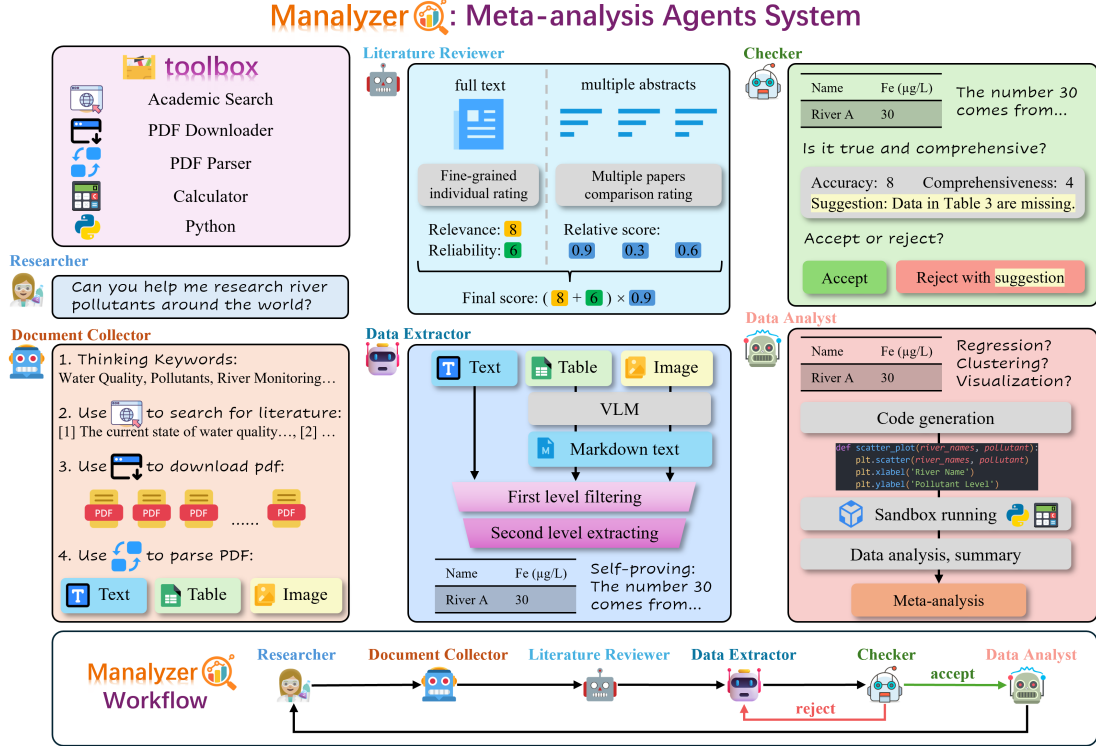 Manalyzer: Meta-analysis Agents System
toolbox
Academic Search
PDF Downloader
PDF Parser
Calculator
Python
Researcher
Can you help me research river
pollutants around the world?
Document Collector
1. Thinking Keywords:
Water Quality, Pollutants, River Monitoring…
2. Use to search for literature:
[1] The current state of water quality…, [2] …
3. Use to download pdf:
PDF PDF PDF ...... PDF
4. Use to parse PDF:
T Text Table Image
Literature Reviewer
full text multiple abstracts
Fine-grained
individual rating
Multiple papers
comparison rating
Relevance: 8
Reliability: 6
Relative score:
0.9 0.3 0.6
Final score: ( 8 + 6 ) × 0.9
Data Extractor
T Text Table Image
VLM
M Markdown text
First level filtering
Second level extracting
Name Fe (µg/L)
River A 30
Self-proving:
The number 30
comes from…
Checker
Name Fe (µg/L)
River A 30
The number 30
comes from…
Is it true and comprehensive?
Accuracy: 8 Comprehensiveness: 4
Suggestion: Data in Table 3 are missing.
Accept or reject?
Accept Reject with suggestion
Data Analyst
Name Fe (µg/L)
River A 30
Regression?
Clustering?
Visualization?
Code generation
def scatter_plot(river_names, pollutant):
plt.scatter(river_names, pollutant)
plt.xlabel('River Name')
plt.ylabel('Pollutant Level')
Sandbox running
Data analysis, summary
Meta-analysis
Manalyzer
Workflow
Researcher Document Collector Literature Reviewer Data Extractor Checker Data Analyst
accept
reject